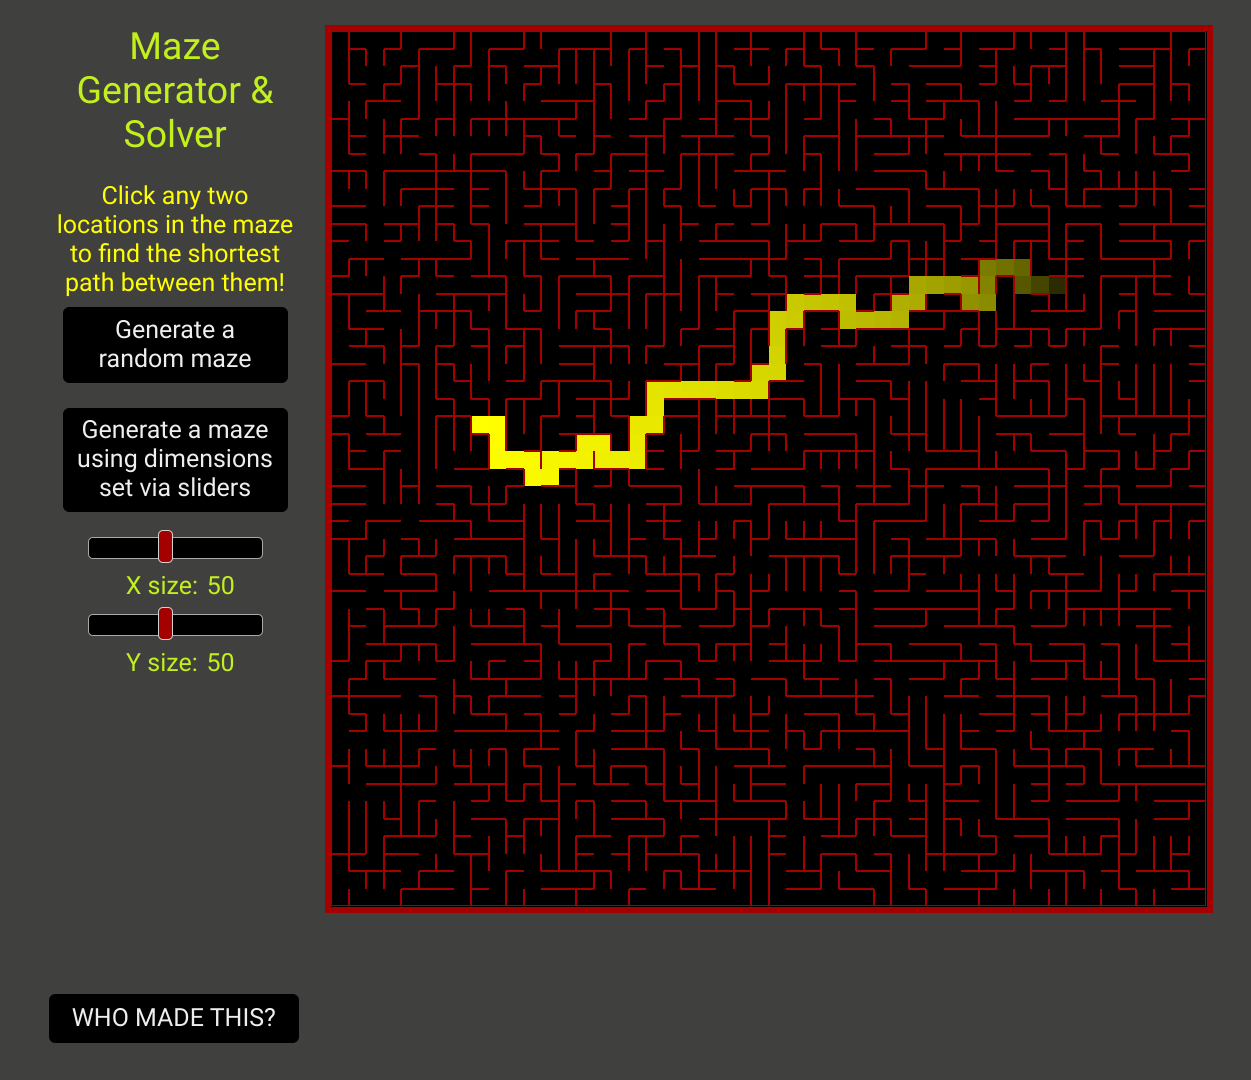 Maze
Generator &
Solver
Click any two
locations in the maze
to find the shortest
path between them!
Generate a
random maze
Generate a maze
using dimensions
set via sliders
X size: 50
Y size: 50
WHO MADE THIS?